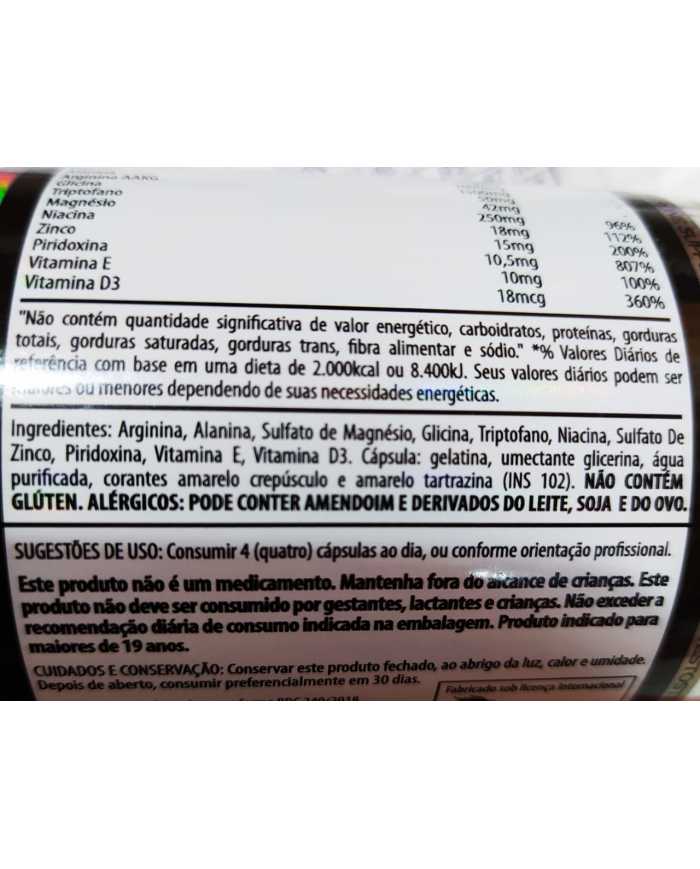 Arginina AAKG
Glicina
Triptofano
Magnésio 42mg
Niacina 250mg 96%
Zinco 18mg 112%
Piridoxina 15mg 200%
Vitamina E 10,5mg 807%
Vitamina D3 10mg 100%
18mcg 360%
"Não contém quantidade significativa de valor energético, carboidratos, proteínas, gorduras
totais, gorduras saturadas, gorduras trans, fibra alimentar e sódio." *% Valores Diários de
referência com base em uma dieta de 2.000kcal ou 8.400kJ. Seus valores diários podem ser
maiores ou menores dependendo de suas necessidades energéticas.
Ingredientes: Arginina, Alanina, Sulfato de Magnésio, Glicina, Triptofano, Niacina, Sulfato De
Zinco, Piridoxina, Vitamina E, Vitamina D3. Cápsula: gelatina, umectante glicerina, água
purificada, corantes amarelo crepúsculo e amarelo tartrazina (INS 102). NÃO CONTÉM
GLÚTEN. ALÉRGICOS: PODE CONTER AMENDOIM E DERIVADOS DO LEITE, SOJA E DO OVO.
SUGESTÕES DE USO: Consumir 4 (quatro) cápsulas ao dia, ou conforme orientação profissional.
Este produto não é um medicamento. Mantenha fora do alcance de crianças. Este
produto não deve ser consumido por gestantes, lactantes e crianças. Não exceder a
recomendação diária de consumo indicada na embalagem. Produto indicado para
maiores de 19 anos.
CUIDADOS E CONSERVAÇÃO: Conservar este produto fechado, ao abrigo da luz, calor e umidade.
Depois de aberto, consumir preferencialmente em 30 dias.
Fabricado sob licença internacional